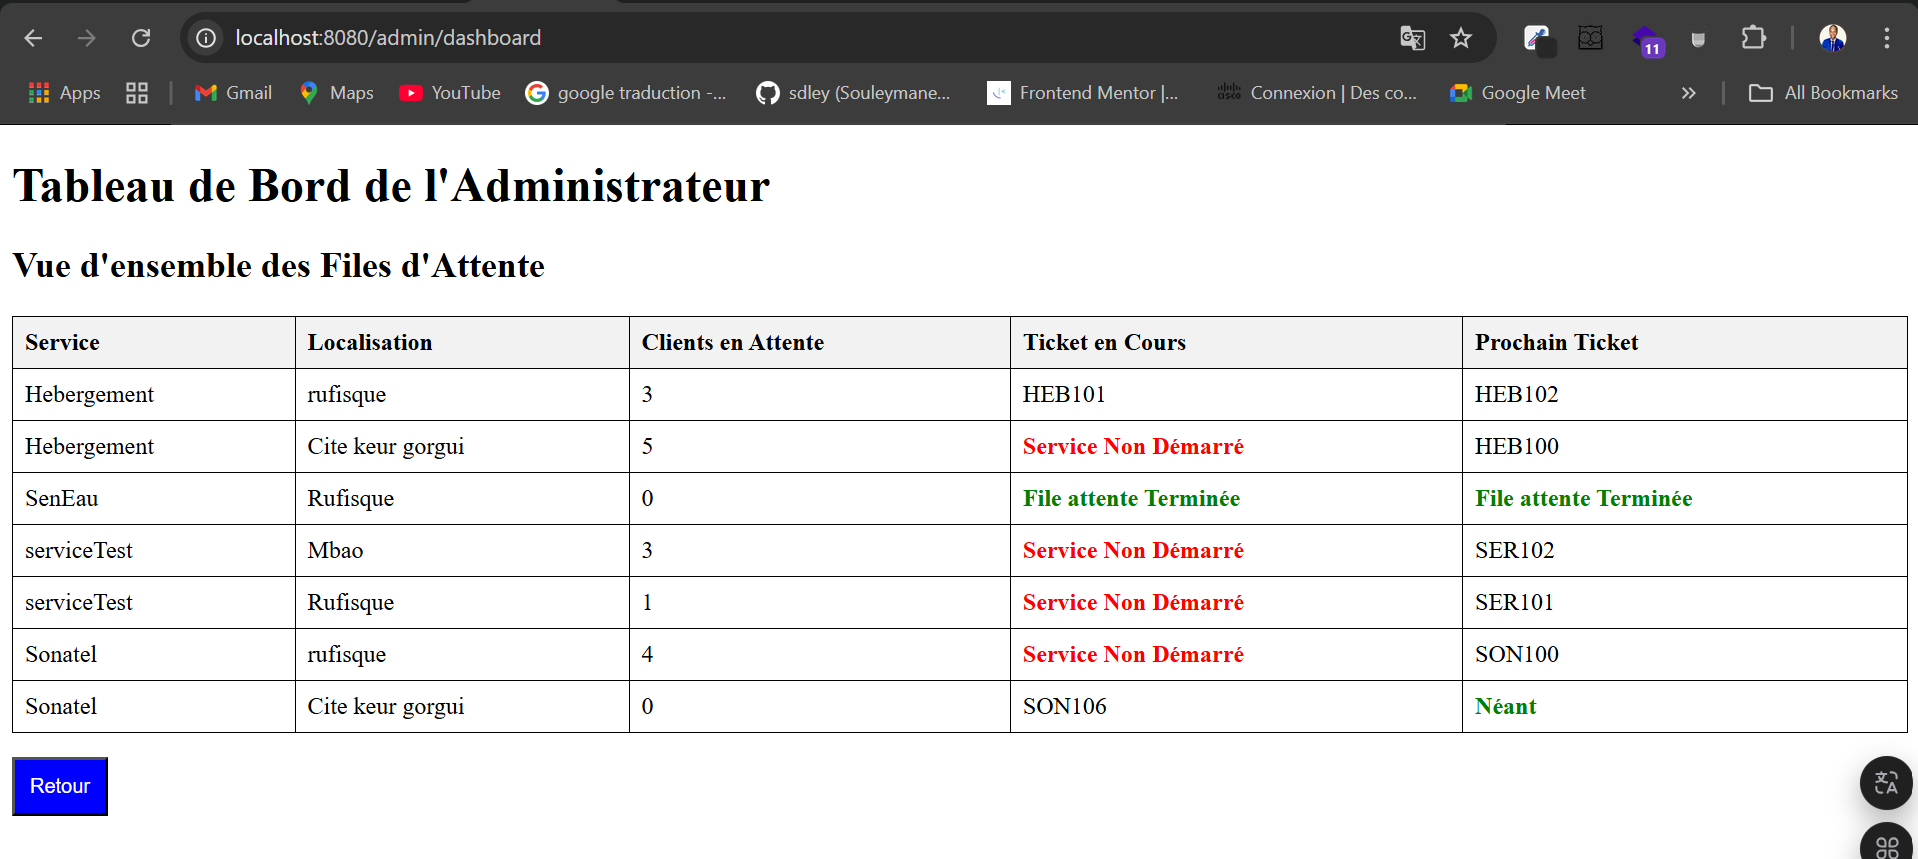 localhost:8080/admin/dashboard
11
Apps Gmail Maps YouTube google traduction -... sdley (Souleymane... Frontend Mentor |... cisco Connexion | Des co... Google Meet » All Bookmarks
Tableau de Bord de l'Administrateur
Vue d'ensemble des Files d'Attente
Service Localisation Clients en Attente Ticket en Cours Prochain Ticket
Hebergement rufisque 3 HEB101 HEB102
Hebergement Cite keur gorgui 5 Service Non Démarré HEB100
SenEau Rufisque 0 File attente Terminée File attente Terminée
serviceTest Mbao 3 Service Non Démarré SER102
serviceTest Rufisque 1 Service Non Démarré SER101
Sonatel rufisque 4 Service Non Démarré SON100
Sonatel Cite keur gorgui 0 SON106 Néant
Retour